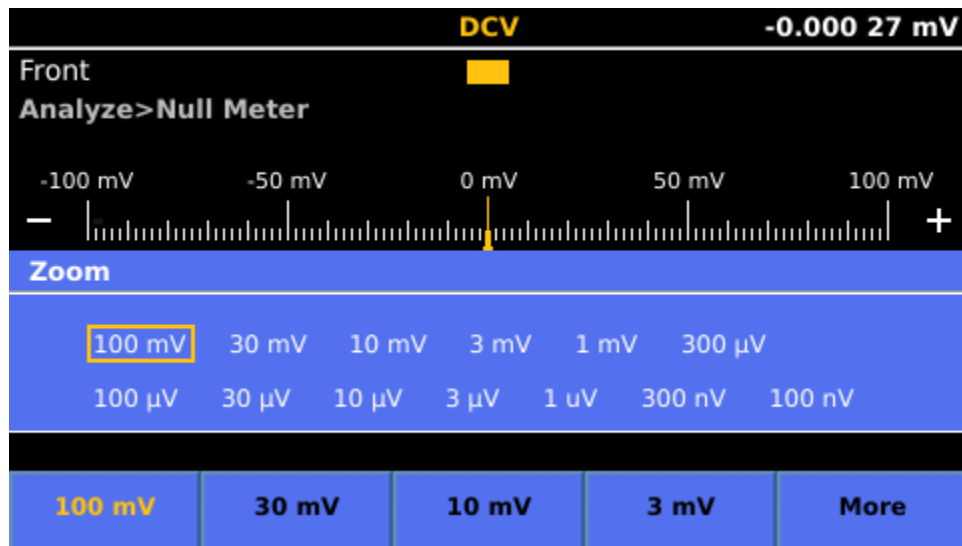 DCV -0.000 27 mV
Front
Analyze>Null Meter
-100 mV -50 mV 0 mV 50 mV 100 mV
− +
Zoom
100 mV 30 mV 10 mV 3 mV 1 mV 300 µV
100 µV 30 µV 10 µV 3 µV 1 uV 300 nV 100 nV
100 mV 30 mV 10 mV 3 mV More